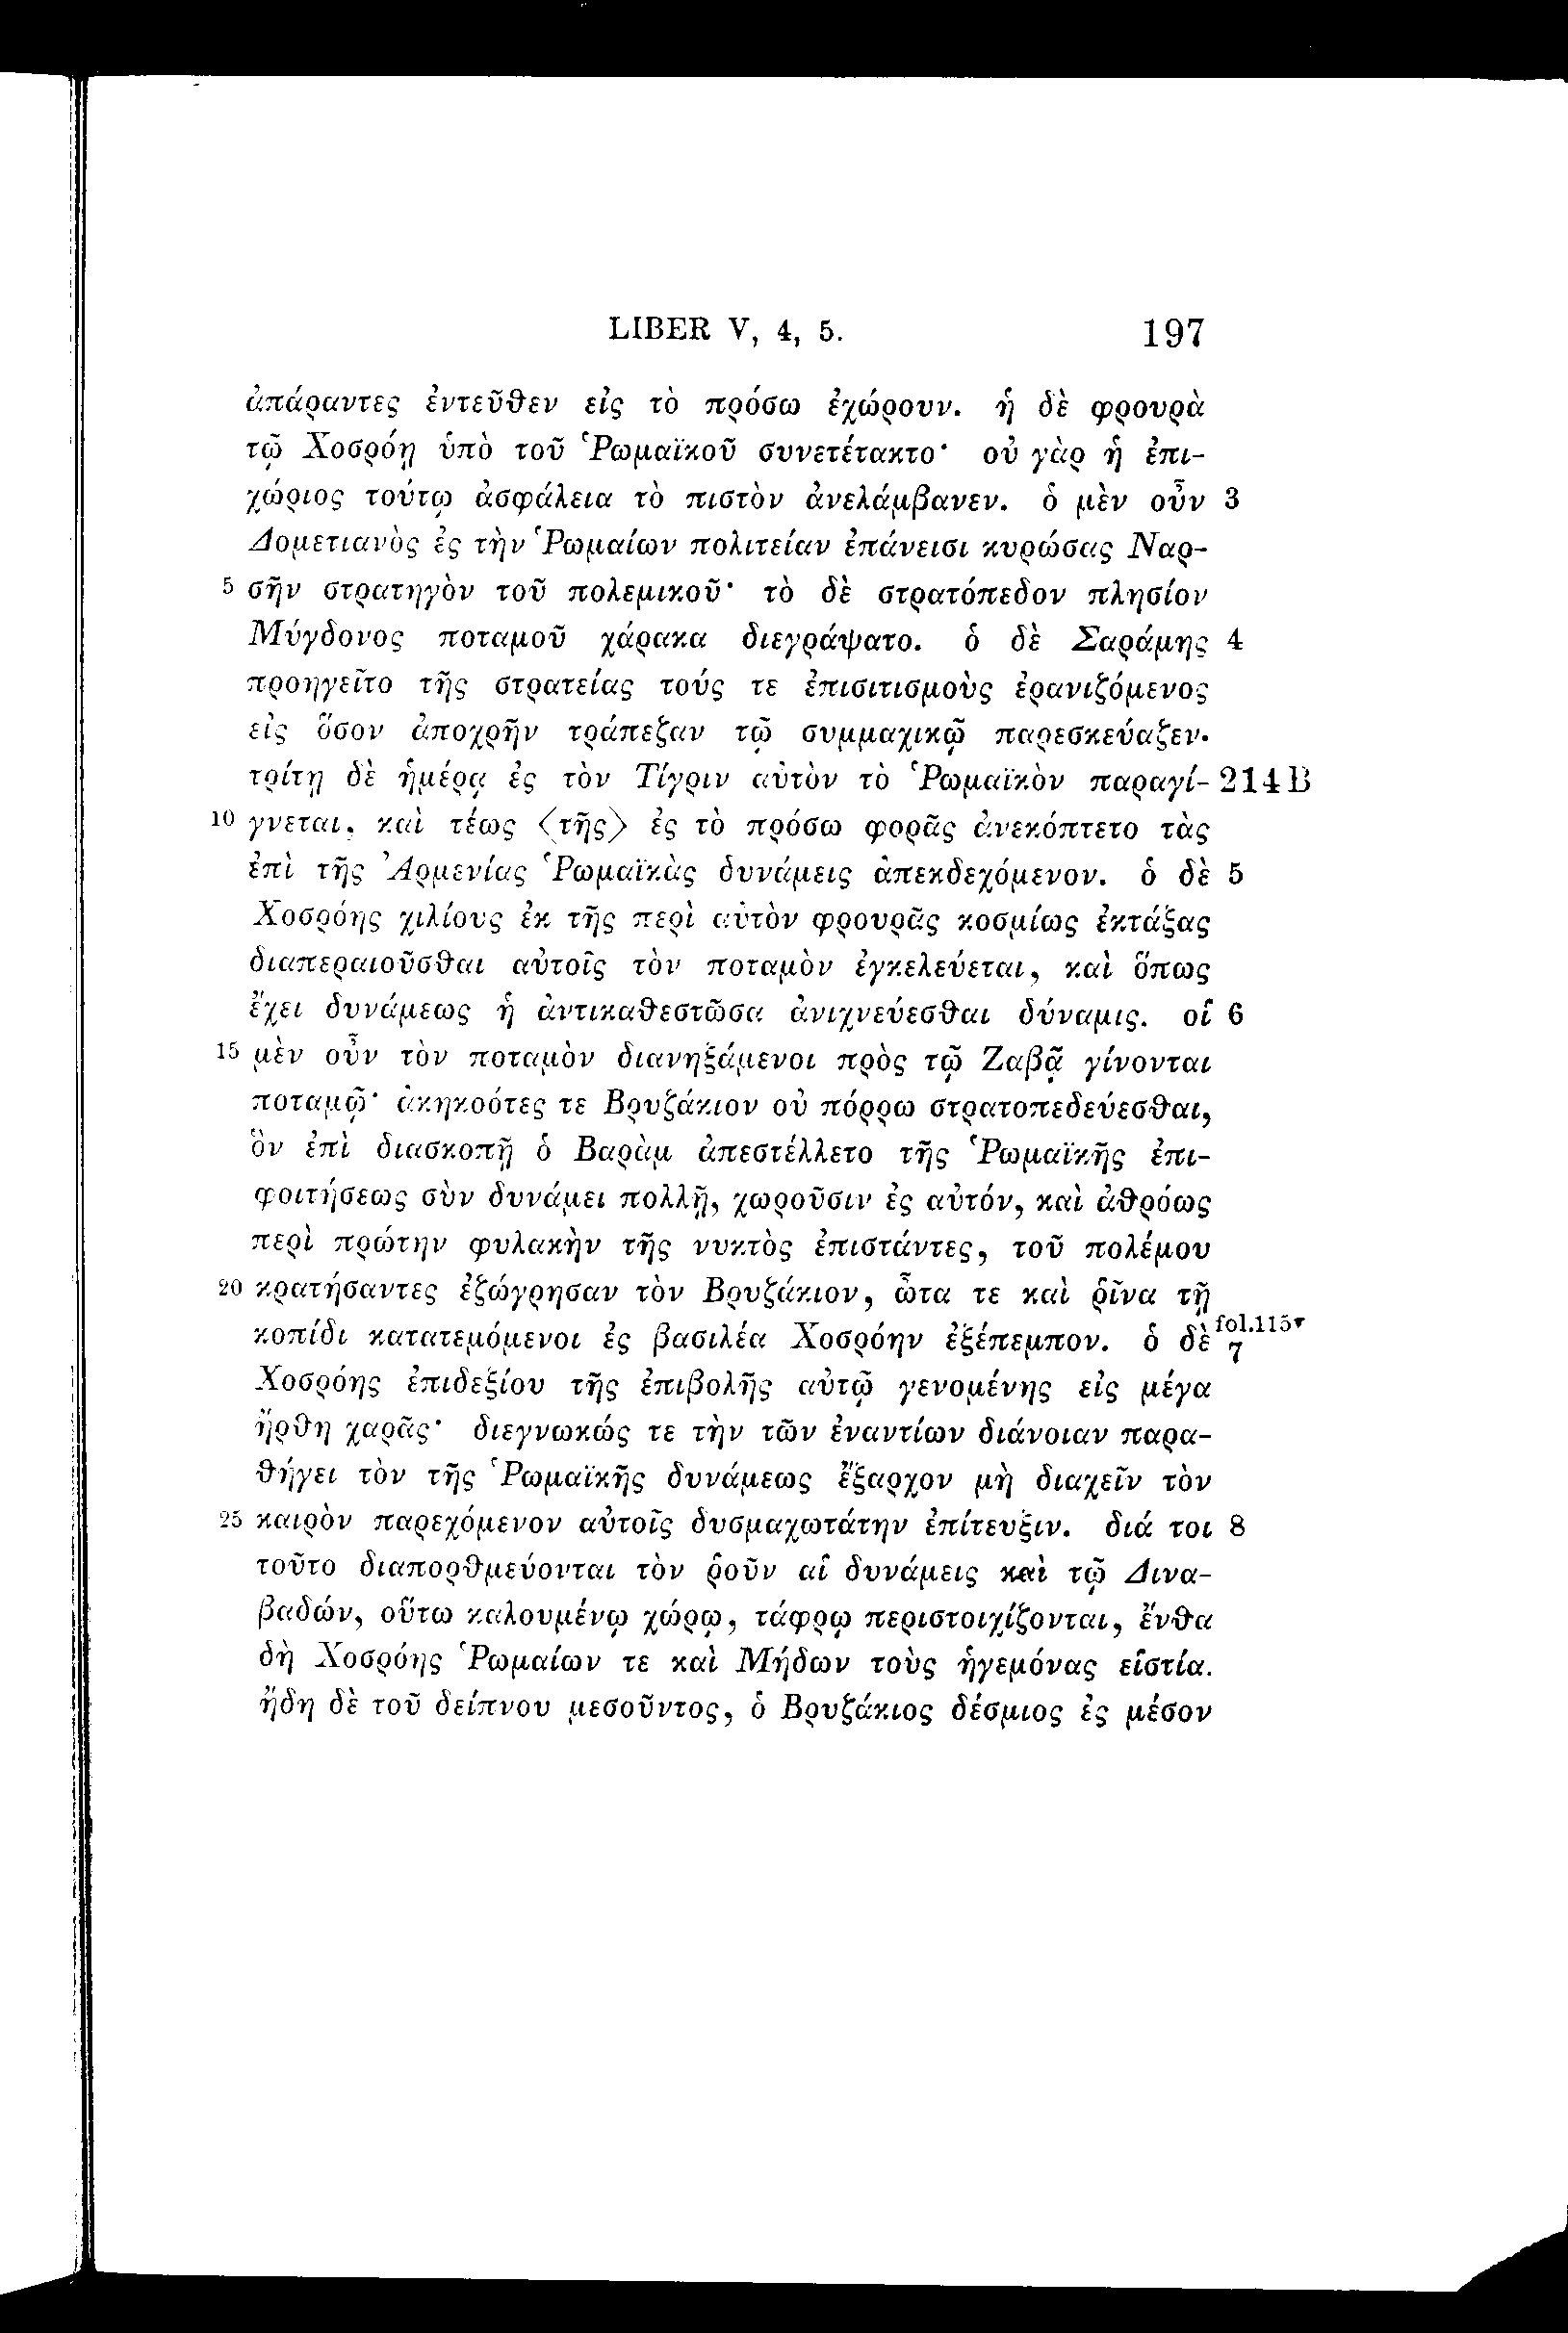 LIBER V, 4, 5. 197
ἀπάραντες ἐντεῦθεν εἰς τὸ πρόσω ἐχώρουν. ἡ δὲ φρουρὰ
τῷ Χοσρόῃ ὑπὸ τοῦ Ῥωμαϊκοῦ συνετέτακτο· οὐ γὰρ ἡ ἐπι-
χώριος τούτῳ ἀσφάλεια τὸ πιστὸν ἀνελάμβανεν. ὁ μὲν οὖν 3
Δομετιανὸς ἐς τὴν Ῥωμαίων πολιτείαν ἐπάνεισι κυρώσας Ναρ-
5 σῆν στρατηγὸν τοῦ πολεμικοῦ· τὸ δὲ στρατόπεδον πλησίον
Μύγδονος ποταμοῦ χάρακα διεγράψατο. ὁ δὲ Σαράμης 4
προηγεῖτο τῆς στρατείας τούς τε ἐπισιτισμοὺς ἐρανιζόμενος
εἰς ὅσον ἀποχρῆν τράπεζαν τῷ συμμαχικῷ παρεσκεύαζεν.
τρίτῃ δὲ ἡμέρᾳ ἐς τὸν Τίγριν αὐτὸν τὸ Ῥωμαϊκὸν παραγί- 214 B
10 γνεται, καὶ τέως ⟨τῆς⟩ ἐς τὸ πρόσω φορᾶς ἀνεκόπτετο τὰς
ἐπὶ τῆς Ἀρμενίας Ῥωμαϊκὰς δυνάμεις ἀπεκδεχόμενον. ὁ δὲ 5
Χοσρόης χιλίους ἐκ τῆς περὶ αὐτὸν φρουρᾶς κοσμίως ἐκτάξας
διαπεραιοῦσθαι αὐτοῖς τὸν ποταμὸν ἐγκελεύεται, καὶ ὅπως
ἔχει δυνάμεως ἡ ἀντικαθεστῶσα ἀνιχνεύεσθαι δύναμις. οἱ 6
15 μὲν οὖν τὸν ποταμὸν διανηξάμενοι πρὸς τῷ Ζαβᾷ γίνονται
ποταμῷ· ἀκηκοότες τε Βρυζάκιον οὐ πόρρω στρατοπεδεύεσθαι,
ὃν ἐπὶ διασκοπῇ ὁ Βαρὰμ ἀπεστέλλετο τῆς Ῥωμαϊκῆς ἐπι-
φοιτήσεως σὺν δυνάμει πολλῇ, χωροῦσιν ἐς αὐτόν, καὶ ἀθρόως
περὶ πρώτην φυλακὴν τῆς νυκτὸς ἐπιστάντες, τοῦ πολέμου
20 κρατήσαντες ἐζώγρησαν τὸν Βρυζάκιον, ὦτα τε καὶ ῥῖνα τῇ
κοπίδι κατατεμόμενοι ἐς βασιλέα Χοσρόην ἐξέπεμπον. ὁ δὲ fol.115v 7
Χοσρόης ἐπιδεξίου τῆς ἐπιβολῆς αὐτῷ γενομένης εἰς μέγα
ἤρθη χαρᾶς· διεγνωκώς τε τὴν τῶν ἐναντίων διάνοιαν παρα-
θήγει τὸν τῆς Ῥωμαϊκῆς δυνάμεως ἔξαρχον μὴ διαχεῖν τὸν
25 καιρὸν παρεχόμενον αὐτοῖς δυσμαχωτάτην ἐπίτευξιν. διά τοι 8
τοῦτο διαπορθμεύονται τὸν ῥοῦν αἱ δυνάμεις καὶ τῷ Δινα-
βαδών, οὕτω καλουμένῳ χώρῳ, τάφρῳ περιστοιχίζονται, ἔνθα
δὴ Χοσρόης Ῥωμαίων τε καὶ Μήδων τοὺς ἡγεμόνας εἱστία.
ἤδη δὲ τοῦ δείπνου μεσοῦντος, ὁ Βρυζάκιος δέσμιος ἐς μέσον